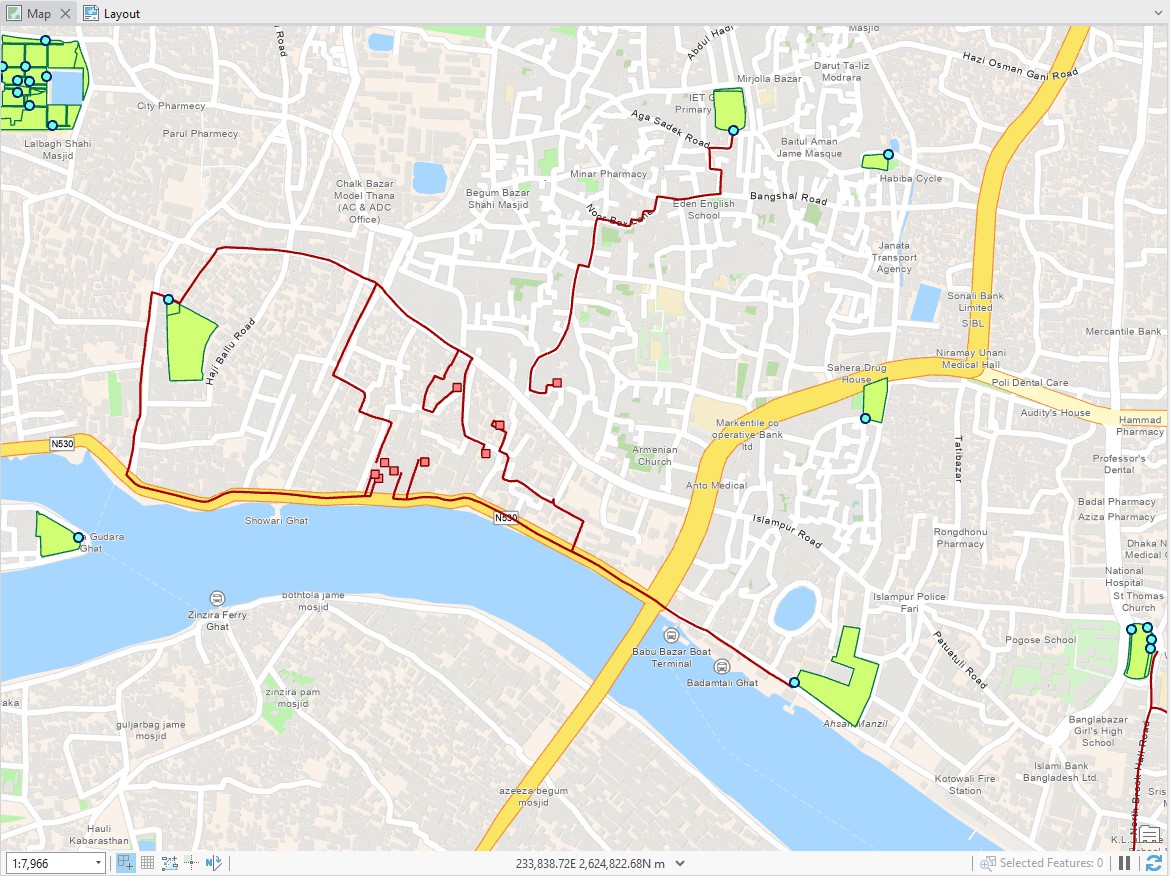 Map
Layout
Road
Abdul Hadi
Masjid
Hazi Osman Gani Road
Darut Ta-liz
Modrara
Mirjolla Bazar
IET G
Primary
City Pharmacy
Aga Sadek Road
Parul Pharmacy
Baitul Aman
Jame Masque
Lalbagh Shahi
Masjid
Minar Pharmacy
Habiba Cycle
Chalk Bazar
Model Thana
(AC & ADC
Office)
Begum Bazar
Shahi Masjid
Bangshal Road
Eden English
School
Janata
Transport
Agency
Sonali Bank
Limited
SIBL
Mercantile Bank
Haji Ballu Road
Niramay Unani
Medical Hall
Sahera Drug
House
Poli Dental Care
Audity's House
Hammad
Pharmacy
Markentile co
operative Bank
ltd
N530
Armenian
Church
Tatibazar
Professor's
Dental
Anto Medical
Badal Pharmacy
Aziza Pharmacy
N530
Showari Ghat
Islampur Road
Rongdhonu
Pharmacy
a Gudara
Ghat
Dhaka N
Medical C
National
Hospital
St Thomas
Church
Zinzira Ferry
Ghat
bothtola jame
mosjid
Islampur Police
Fari
Pogose School
Patuatuli Road
Babu Bazar Boat
Terminal
Badamtali Ghat
zinzira pam
mosjid
aka
guljarbag jame
mosjid
Ahsan Manzil
Banglabazar
Girl's High
School
North Brook Hall Road
Islami Bank
Bangladesh Ltd.
Kotowali Fire
Station
azeeza begum
mosjid
Sris
Hauli
Kabarasthan
K.L.
1:7,966
233,838.72E 2,624,822.68N m
Selected Features: 0